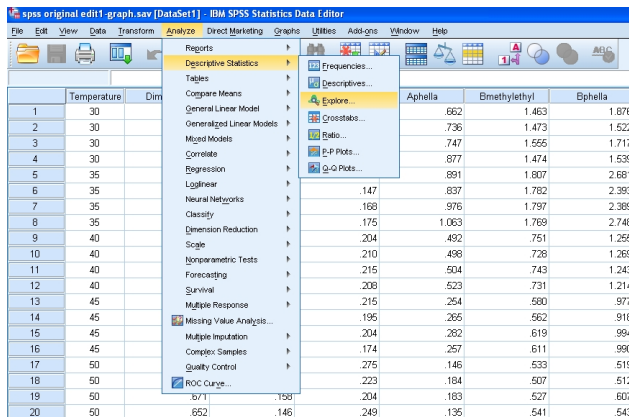 spss original edit1-graph.sav [DataSet1] - IBM SPSS Statistics Data Editor
File Edit View Data Transform Analyze Direct Marketing Graphs Utilities Add-ons Window Help
Reports
Descriptive Statistics
Tables
Compare Means
General Linear Model
Generalized Linear Models
Mixed Models
Correlate
Regression
Loglinear
Neural Networks
Classify
Dimension Reduction
Scale
Nonparametric Tests
Forecasting
Survival
Multiple Response
Missing Value Analysis...
Multiple Imputation
Complex Samples
Quality Control
ROC Curve...
Frequencies...
Descriptives...
Explore...
Crosstabs...
Ratio...
P-P Plots...
Q-Q Plots...
Temperature Dim Aphella Bmethylethyl Bphella
1 30 .662 1.463 1.876
2 30 .736 1.473 1.522
3 30 .747 1.555 1.717
4 30 .877 1.474 1.539
5 35 .891 1.807 2.681
6 35 .147 .837 1.782 2.393
7 35 .168 .976 1.797 2.389
8 35 .175 1.063 1.769 2.746
9 40 .204 .492 .751 1.255
10 40 .210 .498 .728 1.269
11 40 .215 .504 .743 1.243
12 40 .208 .523 .731 1.214
13 45 .215 .254 .580 .977
14 45 .195 .265 .562 .918
15 45 .204 .282 .619 .994
16 45 .174 .257 .611 .990
17 50 .275 .146 .533 .519
18 50 .223 .184 .507 .512
19 50 .671 .158 .204 .183 .527 .607
20 50 .652 .146 .249 .135 .541 .543